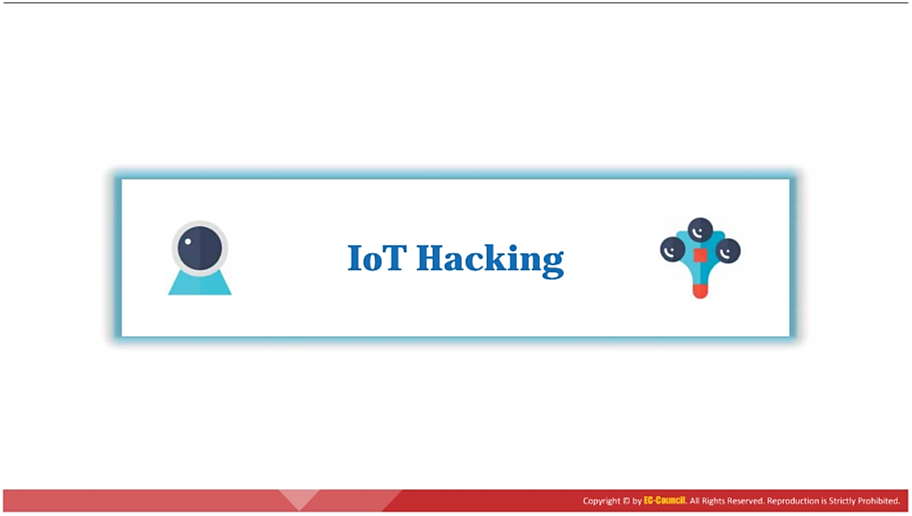 IoT Hacking
Copyright © by EC-Council. All Rights Reserved. Reproduction is Strictly Prohibited.